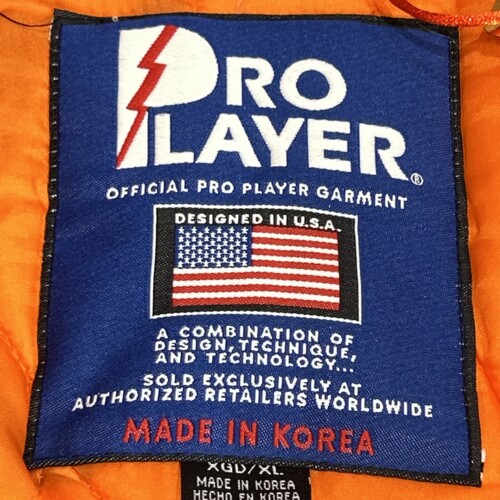 PRO
PLAYER®
OFFICIAL PRO PLAYER GARMENT
DESIGNED IN U.S.A.
A COMBINATION OF
DESIGN, TECHNIQUE,
AND TECHNOLOGY...
SOLD EXCLUSIVELY AT
AUTHORIZED RETAILERS WORLDWIDE
MADE IN KOREA
XGD/XL
MADE IN KOREA
HECHO EN KOREA